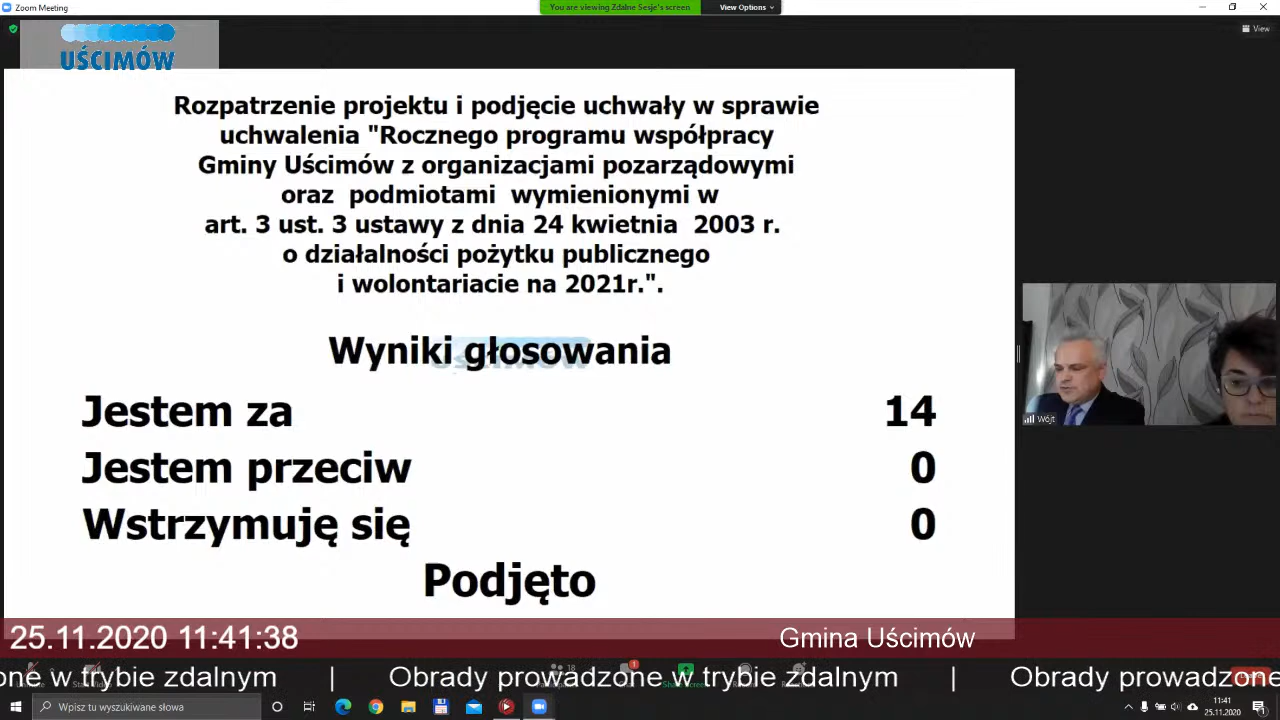 Zoom Meeting
You are viewing Zdalne Sesje's screen
View Options
View
UŚCIMÓW
Rozpatrzenie projektu i podjęcie uchwały w sprawie
uchwalenia "Rocznego programu współpracy
Gminy Uścimów z organizacjami pozarządowymi
oraz podmiotami wymienionymi w
art. 3 ust. 3 ustawy z dnia 24 kwietnia 2003 r.
o działalności pożytku publicznego
i wolontariacie na 2021r.".
Wyniki głosowania
Jestem za 14
Jestem przeciw 0
Wstrzymuję się 0
Podjęto
Wójt
25.11.2020 11:41:38 Gmina Uścimów
one w trybie zdalnym | Obrady prowadzone w trybie zdalnym | Obrady prowadzone
18
1
Wpisz tu wyszukiwane słowa
11:41
25.11.2020
1